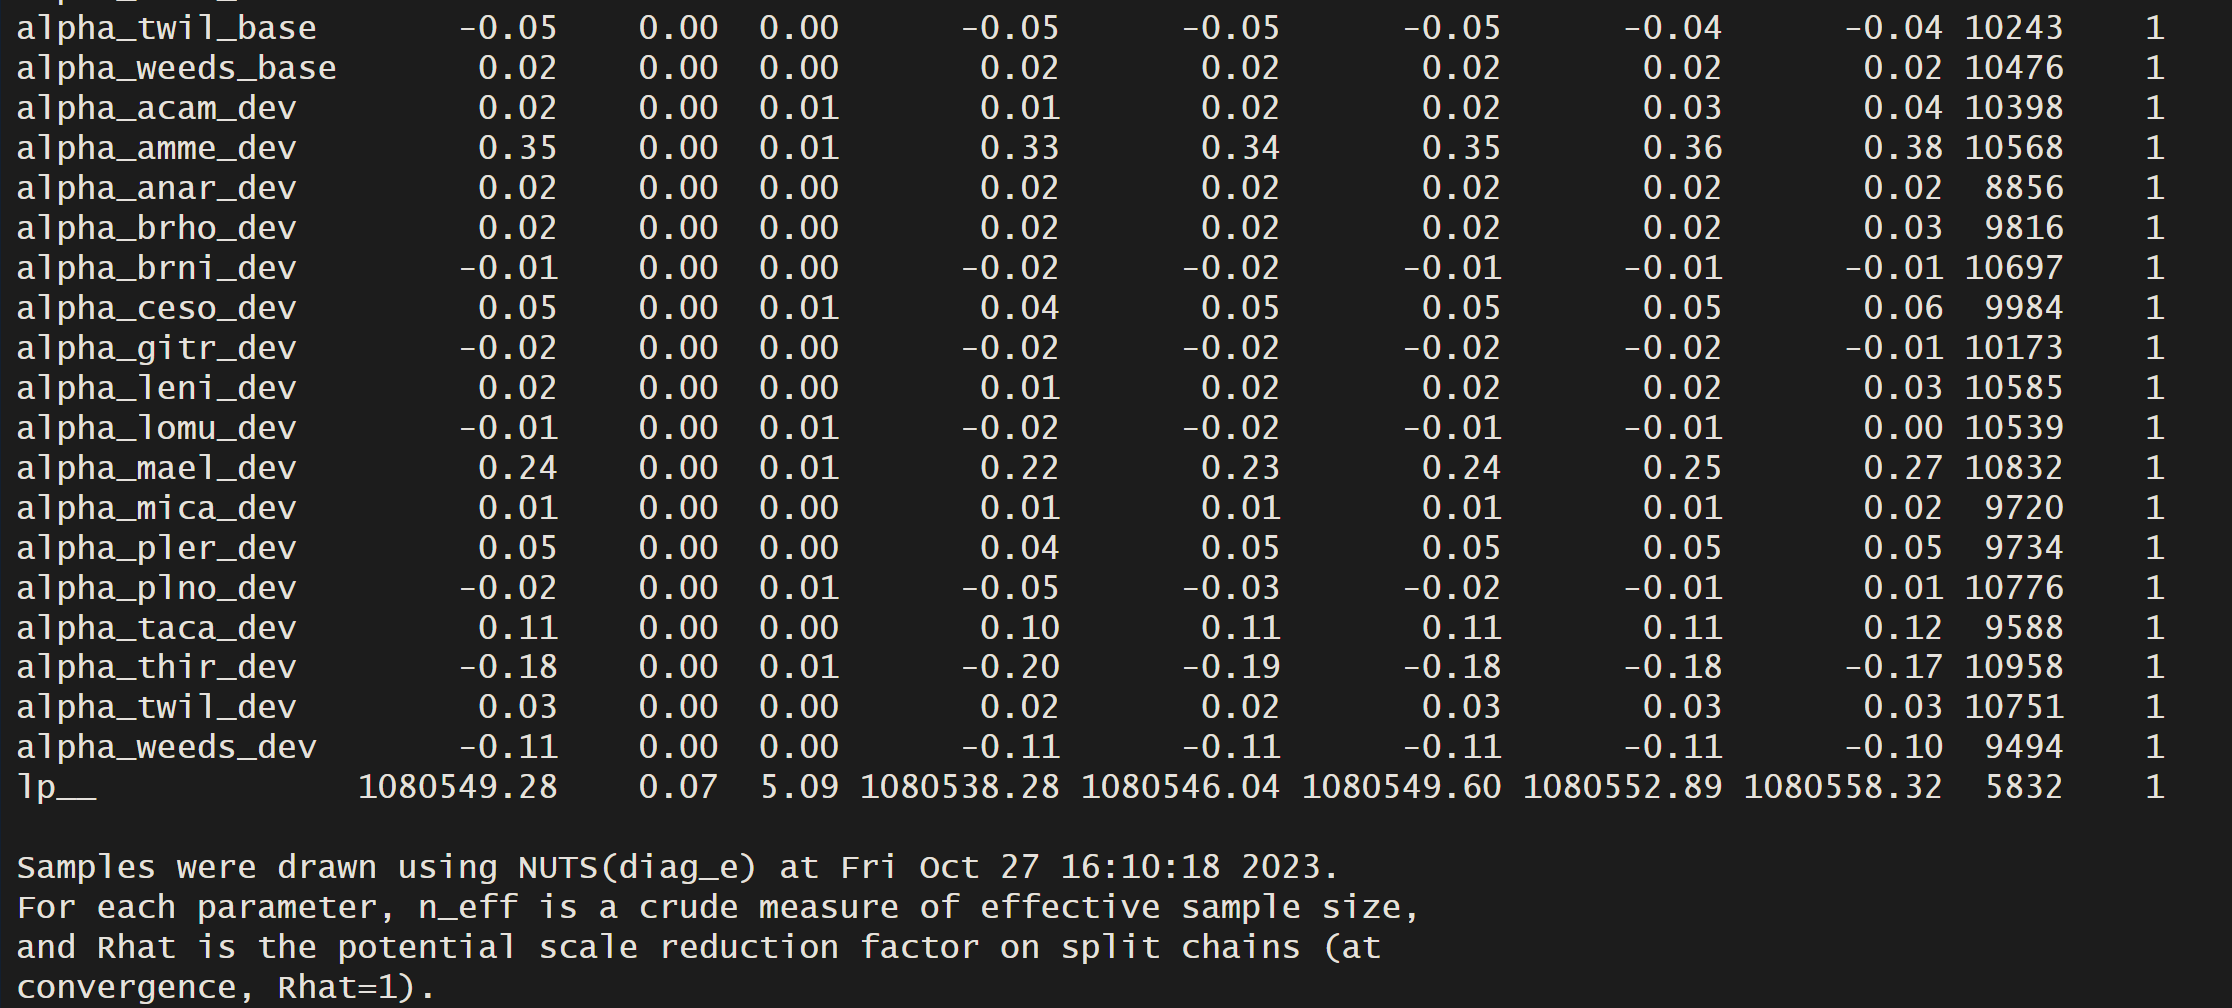 alpha_twil_base -0.05 0.00 0.00 -0.05 -0.05 -0.05 -0.04 -0.04 10243 1
alpha_weeds_base 0.02 0.00 0.00 0.02 0.02 0.02 0.02 0.02 10476 1
alpha_acam_dev 0.02 0.00 0.01 0.01 0.02 0.02 0.03 0.04 10398 1
alpha_amme_dev 0.35 0.00 0.01 0.33 0.34 0.35 0.36 0.38 10568 1
alpha_anar_dev 0.02 0.00 0.00 0.02 0.02 0.02 0.02 0.02 8856 1
alpha_brho_dev 0.02 0.00 0.00 0.02 0.02 0.02 0.02 0.03 9816 1
alpha_brni_dev -0.01 0.00 0.00 -0.02 -0.02 -0.01 -0.01 -0.01 10697 1
alpha_ceso_dev 0.05 0.00 0.01 0.04 0.05 0.05 0.05 0.06 9984 1
alpha_gitr_dev -0.02 0.00 0.00 -0.02 -0.02 -0.02 -0.02 -0.01 10173 1
alpha_leni_dev 0.02 0.00 0.00 0.01 0.02 0.02 0.02 0.03 10585 1
alpha_lomu_dev -0.01 0.00 0.01 -0.02 -0.02 -0.01 -0.01 0.00 10539 1
alpha_mael_dev 0.24 0.00 0.01 0.22 0.23 0.24 0.25 0.27 10832 1
alpha_mica_dev 0.01 0.00 0.00 0.01 0.01 0.01 0.01 0.02 9720 1
alpha_pler_dev 0.05 0.00 0.00 0.04 0.05 0.05 0.05 0.05 9734 1
alpha_plno_dev -0.02 0.00 0.01 -0.05 -0.03 -0.02 -0.01 0.01 10776 1
alpha_taca_dev 0.11 0.00 0.00 0.10 0.11 0.11 0.11 0.12 9588 1
alpha_thir_dev -0.18 0.00 0.01 -0.20 -0.19 -0.18 -0.18 -0.17 10958 1
alpha_twil_dev 0.03 0.00 0.00 0.02 0.02 0.03 0.03 0.03 10751 1
alpha_weeds_dev -0.11 0.00 0.00 -0.11 -0.11 -0.11 -0.11 -0.10 9494 1
lp__ 1080549.28 0.07 5.09 1080538.28 1080546.04 1080549.60 1080552.89 1080558.32 5832 1
Samples were drawn using NUTS(diag_e) at Fri Oct 27 16:10:18 2023.
For each parameter, n_eff is a crude measure of effective sample size,
and Rhat is the potential scale reduction factor on split chains (at
convergence, Rhat=1).